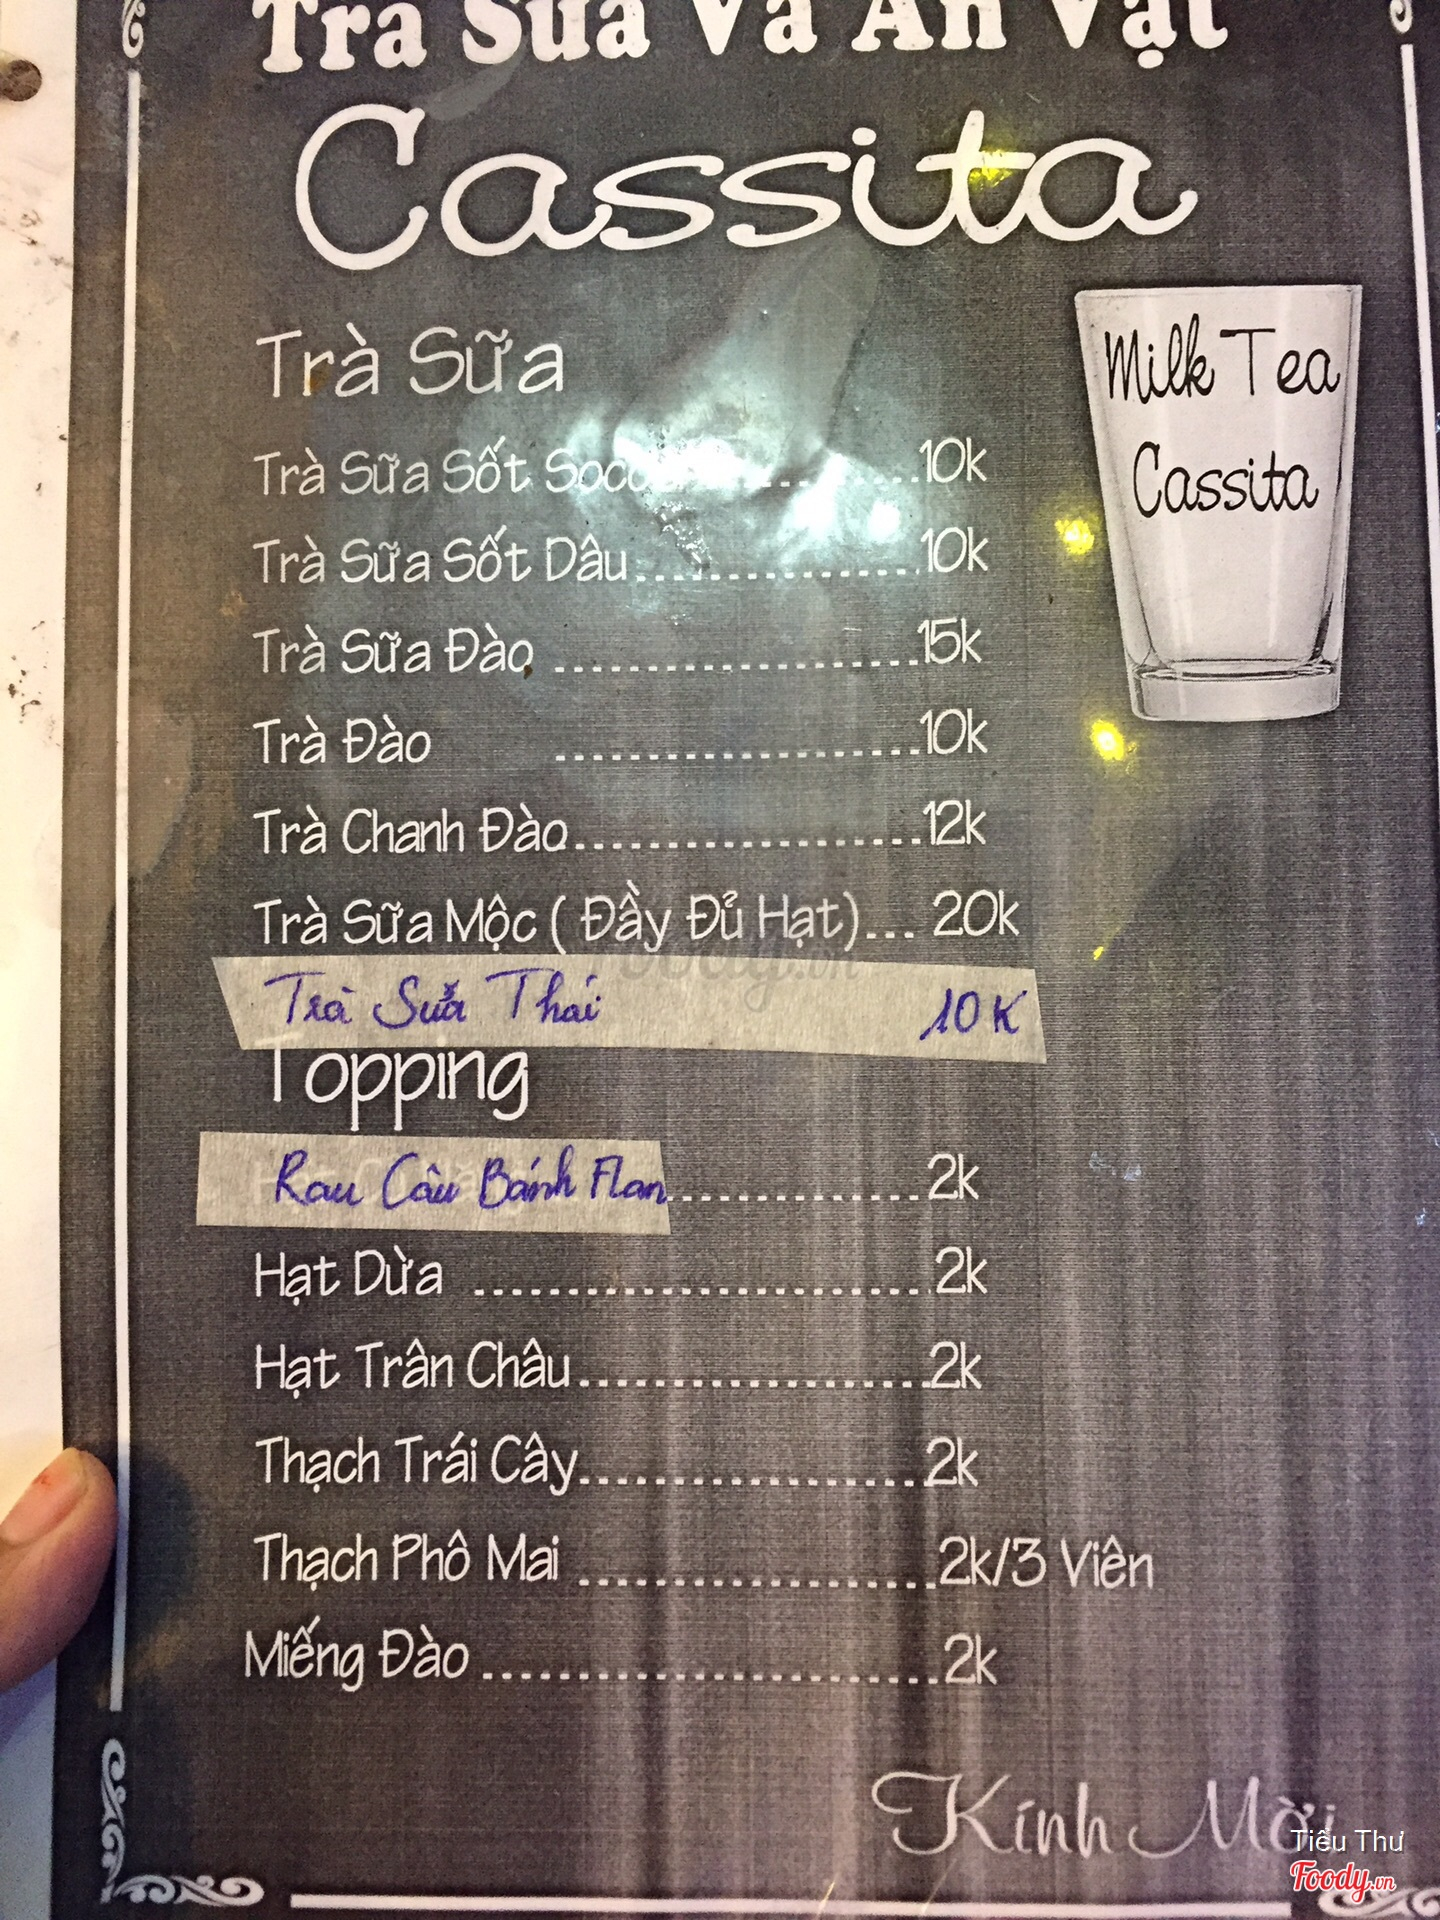 Trà Sữa Và Ăn Vặt
Cassita
Milk Tea
Cassita
Trà Sữa
Trà Sữa Sốt ..........10k
Trà Sữa Sốt Dâu..........10k
Trà Sữa Đào ..........15k
Trà Đào ..........10k
Trà Chanh Đào..........12k
Trà Sữa Mộc ( Đầy Đủ Hạt)... 20k
Trà Sữa Thái 10K
Topping
Rau Câu Bánh Flan..........2k
Hạt Dừa ..........2k
Hạt Trân Châu..........2k
Thạch Trái Cây..........2k
Thạch Phô Mai ..........2k/3 Viên
Miếng Đào ..........2k
Kính Mời
Tiểu Thư
Foody.vn